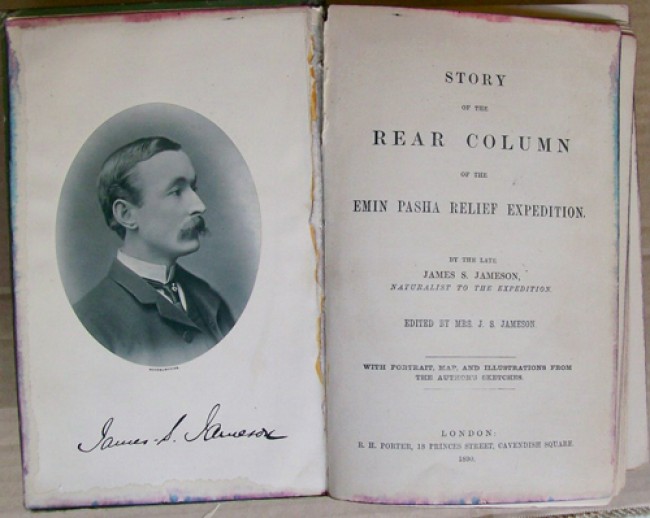 James. S. Jameson
STORY
OF THE
REAR COLUMN
OF THE
EMIN PASHA RELIEF EXPEDITION.
BY THE LATE
JAMES S. JAMESON,
NATURALIST TO THE EXPEDITION.
EDITED BY MRS. J. S. JAMESON.
WITH PORTRAIT, MAP, AND ILLUSTRATIONS FROM
THE AUTHOR'S SKETCHES.
LONDON:
R. H. PORTER, 18 PRINCES STREET, CAVENDISH SQUARE.
1890.